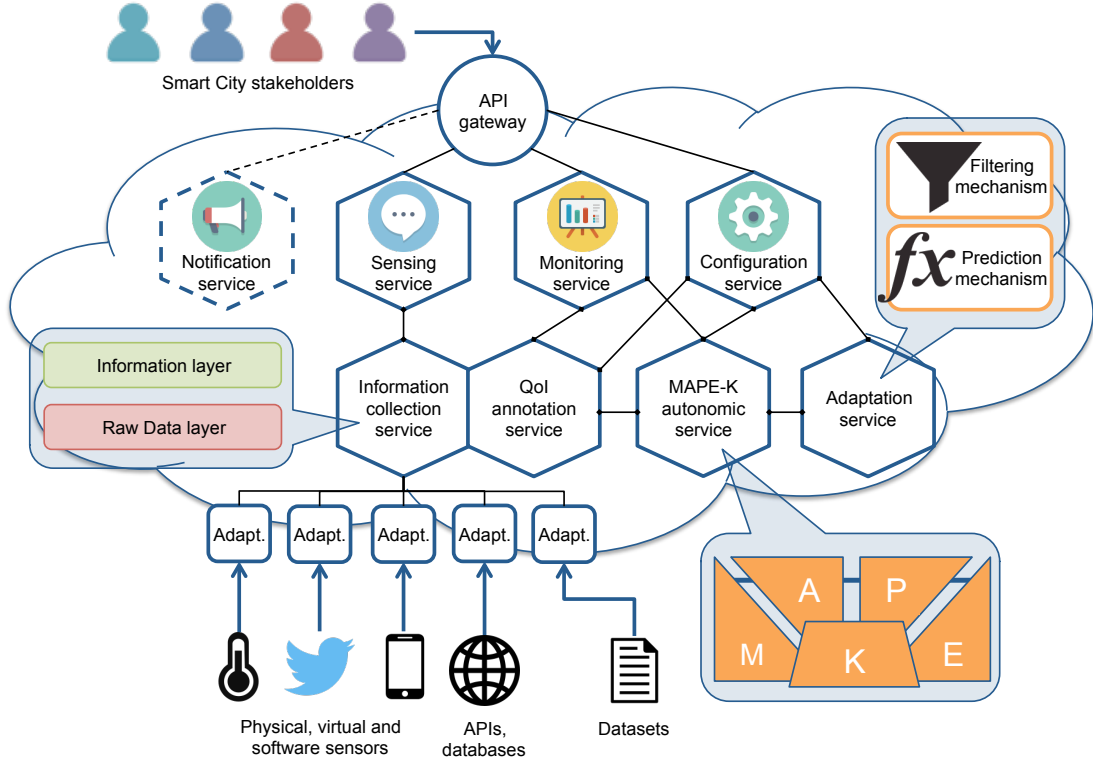 Smart City stakeholders
API
gateway
Filtering
mechanism
fx
Prediction
mechanism
Notification
service
Sensing
service
Monitoring
service
Configuration
service
Information layer
Raw Data layer
Information
collection
service
QoI
annotation
service
MAPE-K
autonomic
service
Adaptation
service
Adapt.
Adapt.
Adapt.
Adapt.
Adapt.
M
A
P
E
K
Physical, virtual and
software sensors
APIs,
databases
Datasets